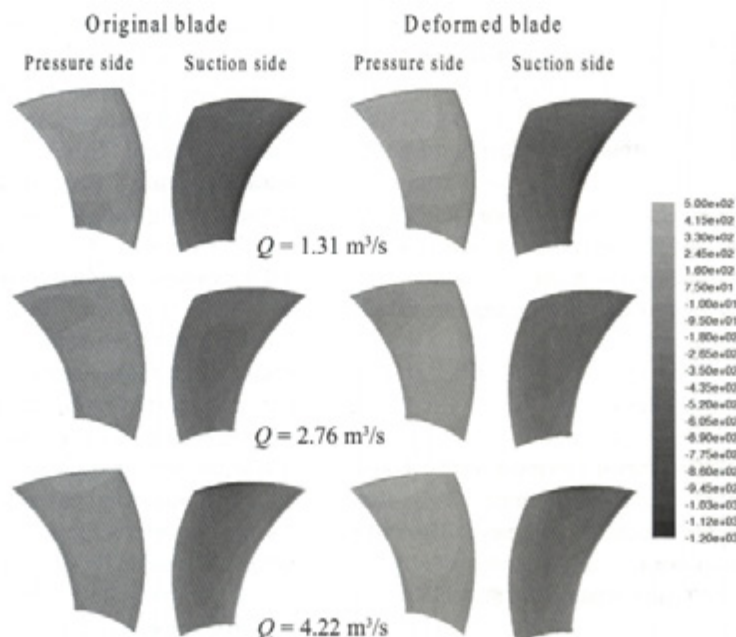 Original blade
Deformed blade
Pressure side
Suction side
Pressure side
Suction side
Q = 1.31 m³/s
Q = 2.76 m³/s
Q = 4.22 m³/s
5.00e+02
4.15e+02
3.30e+02
2.45e+02
1.60e+02
7.50e+01
-1.00e+01
-9.50e+01
-1.80e+02
-2.65e+02
-3.50e+02
-4.35e+02
-5.20e+02
-6.05e+02
-6.90e+02
-7.75e+02
-8.60e+02
-9.45e+02
-1.03e+03
-1.12e+03
-1.20e+03